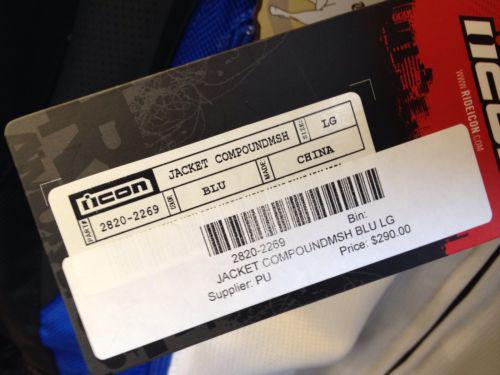 WWW.RIDEICON.COM
icon
icon
JACKET COMPOUNDMSH
SIZE: LG
PART# 2820-2269
CLR: BLU
MADE: CHINA
2820-2269
Bin:
JACKET COMPOUNDMSH BLU LG
Supplier: PU
Price: $290.00